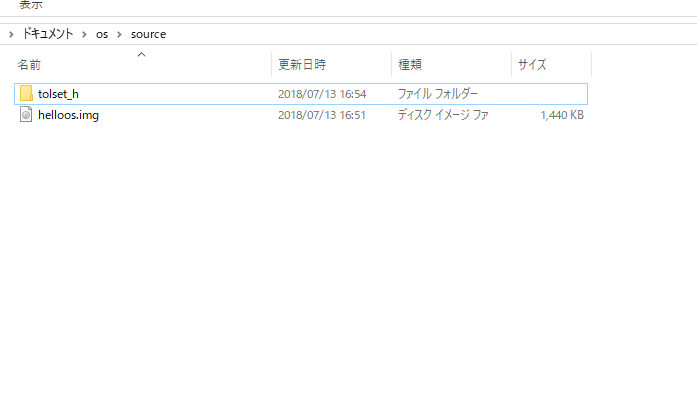 表示
ドキュメント os source
名前 更新日時 種類 サイズ
tolset_h 2018/07/13 16:54 ファイル フォルダー
helloos.img 2018/07/13 16:51 ディスク イメージ ファ 1,440 KB